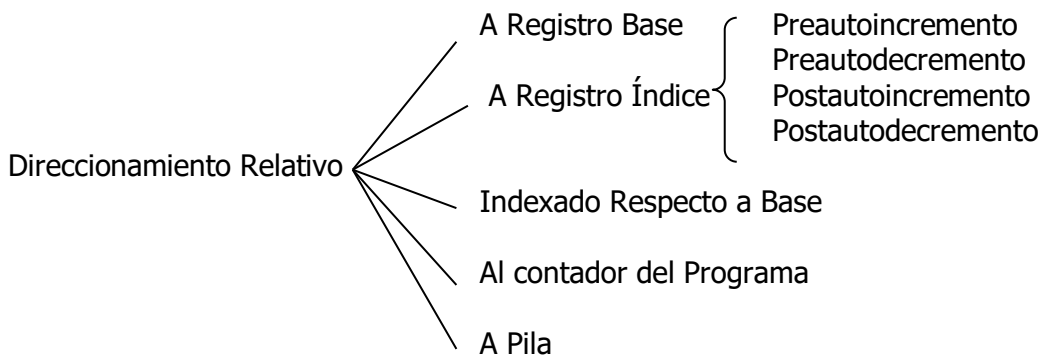 A Registro Base
Preautoincremento
Preautodecremento
A Registro Índice
Postautoincremento
Postautodecremento
Direccionamiento Relativo
Indexado Respecto a Base
Al contador del Programa
A Pila